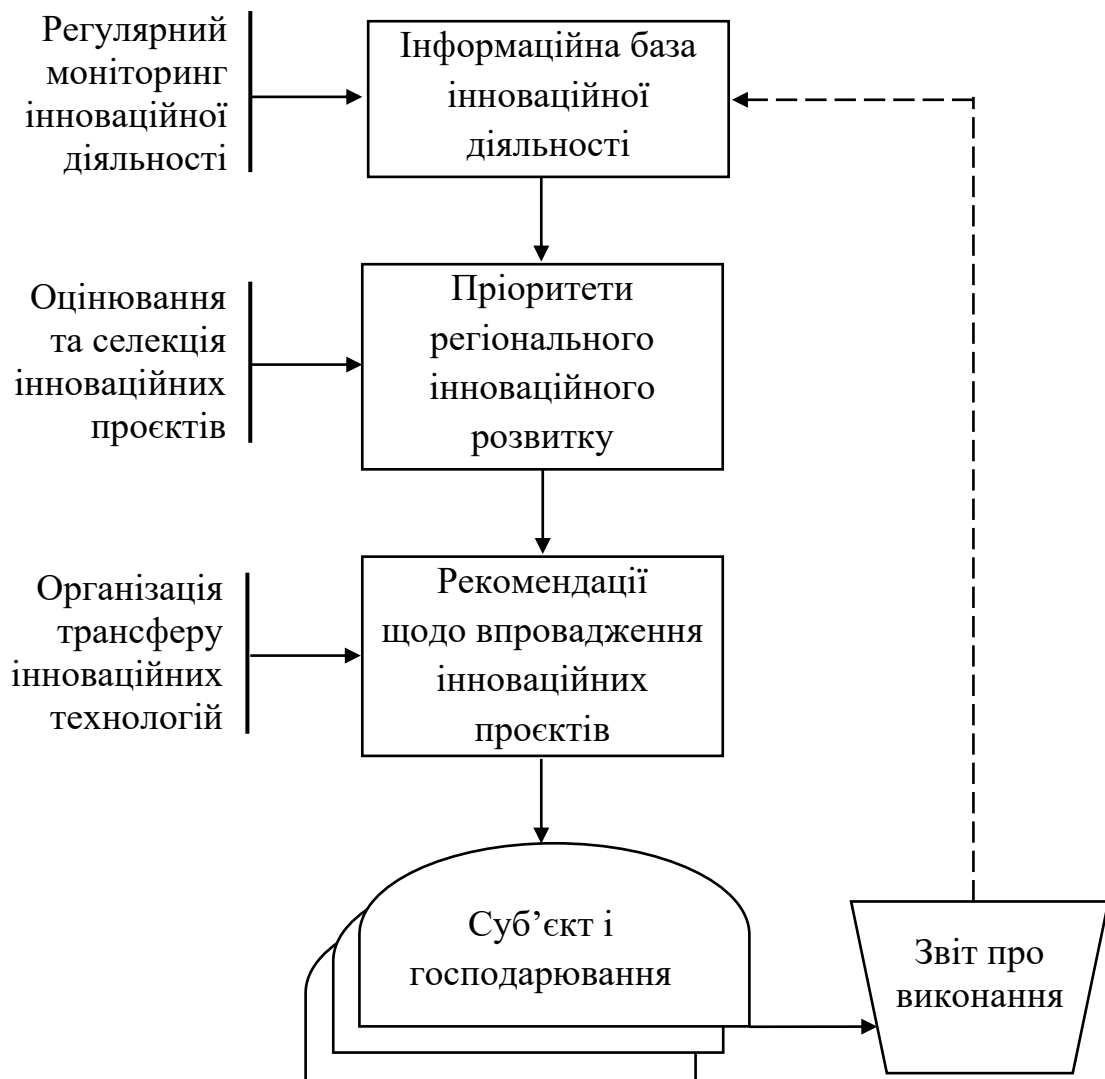 Регулярний
моніторинг
інноваційної
діяльності
Інформаційна база
інноваційної
діяльності
Оцінювання
та селекція
інноваційних
проєктів
Пріоритети
регіонального
інноваційного
розвитку
Організація
трансферу
інноваційних
технологій
Рекомендації
щодо впровадження
інноваційних
проєктів
Суб’єкт і
господарювання
Звіт про
виконання